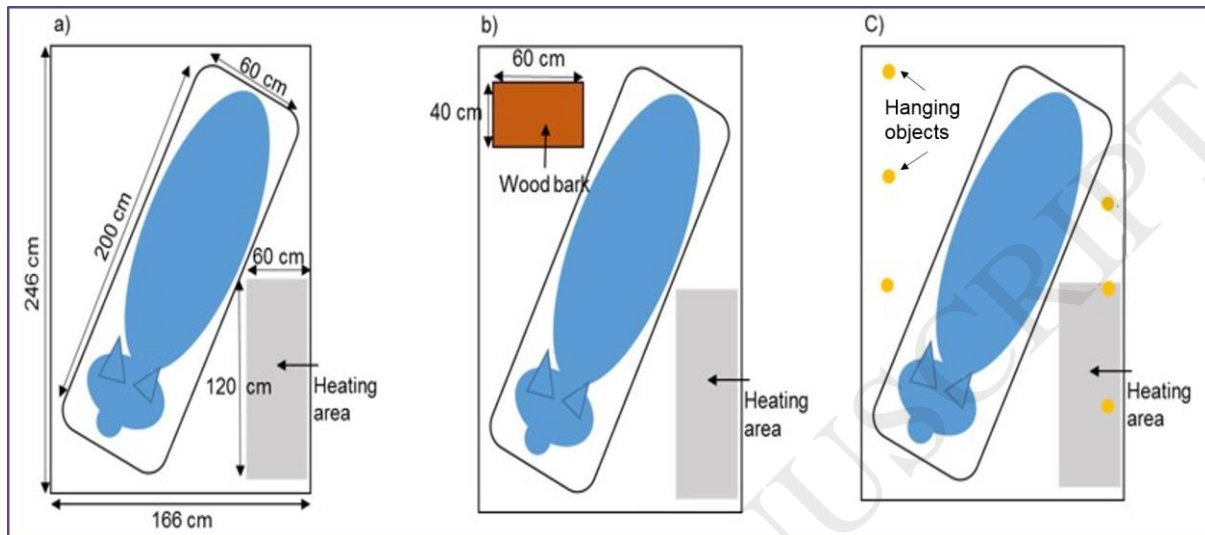 a)
60 cm
200 cm
246 cm
60 cm
120 cm
Heating
area
166 cm
b)
60 cm
40 cm
Wood bark
Heating
area
C)
Hanging
objects
Heating
area
NUSCRIPT